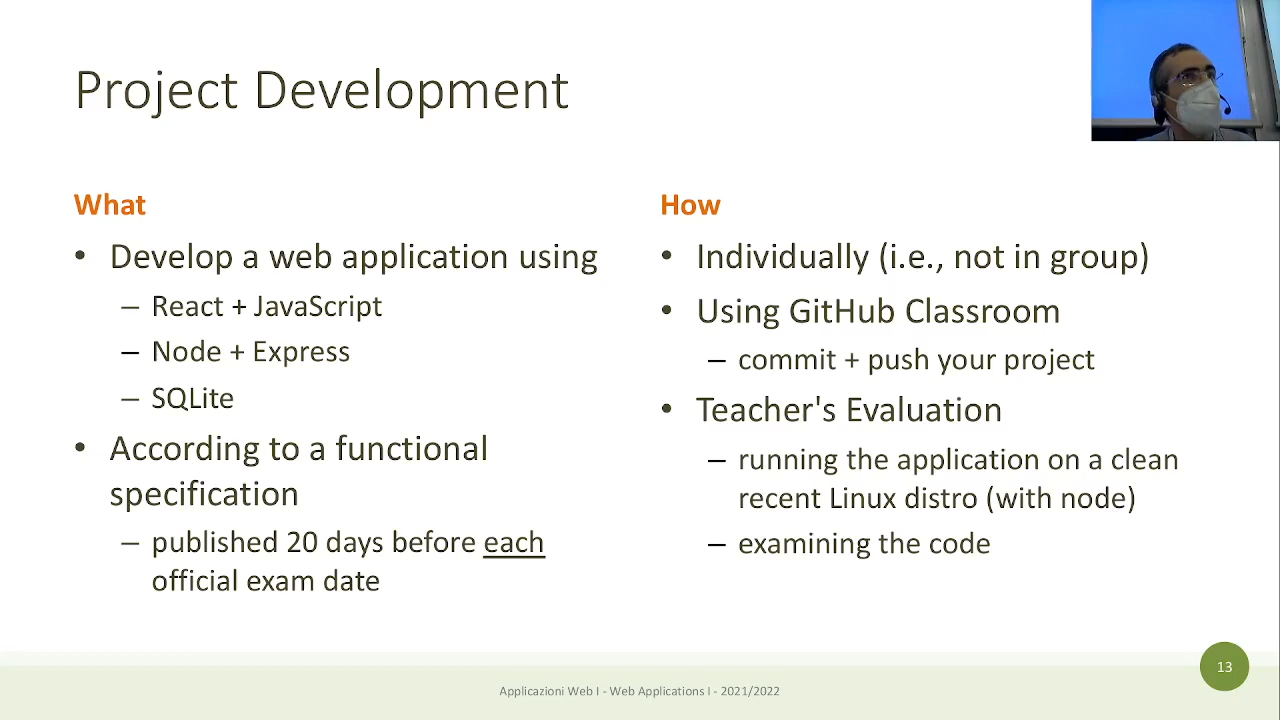 Project Development
What
• Develop a web application using
– React + JavaScript
– Node + Express
– SQLite
• According to a functional
specification
– published 20 days before each
official exam date
How
• Individually (i.e., not in group)
• Using GitHub Classroom
– commit + push your project
• Teacher's Evaluation
– running the application on a clean
recent Linux distro (with node)
– examining the code
Applicazioni Web I - Web Applications I - 2021/2022
13